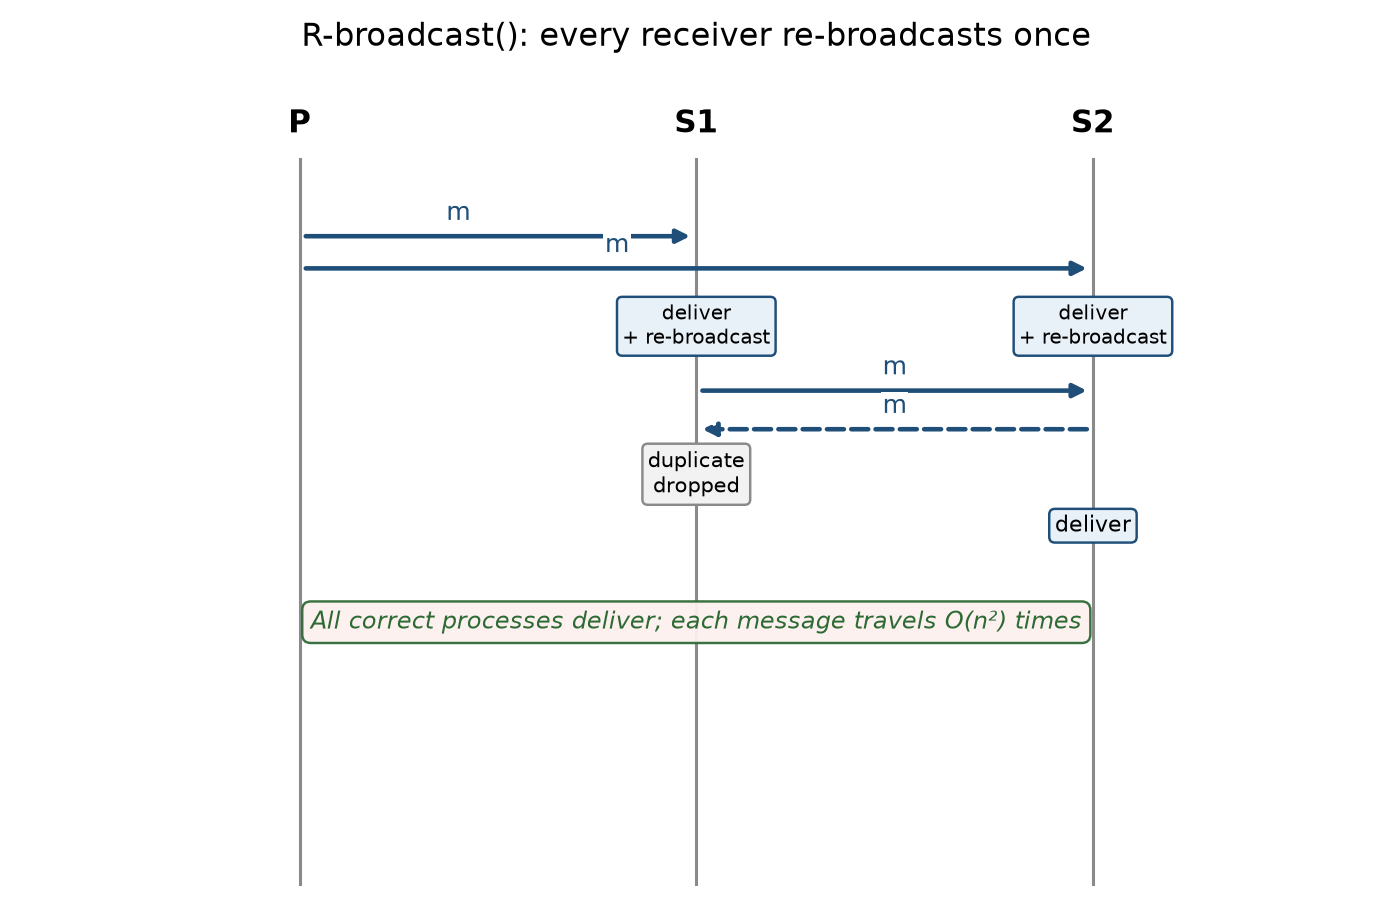 R-broadcast(): every receiver re-broadcasts once
P
S1
S2
m
m
deliver
+ re-broadcast
deliver
+ re-broadcast
m
m
duplicate
dropped
deliver
All correct processes deliver; each message travels O(n²) times